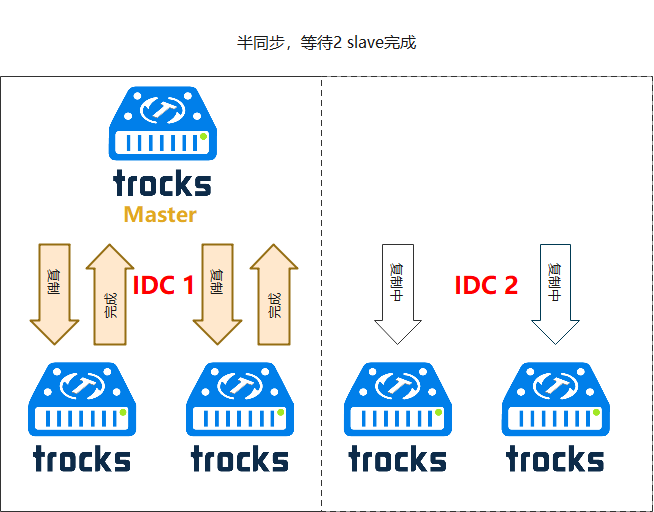 半同步，等待2 slave完成
trocks
Master
复制
完成
IDC 1
复制
完成
复制中
IDC 2
复制中
trocks
trocks
trocks
trocks